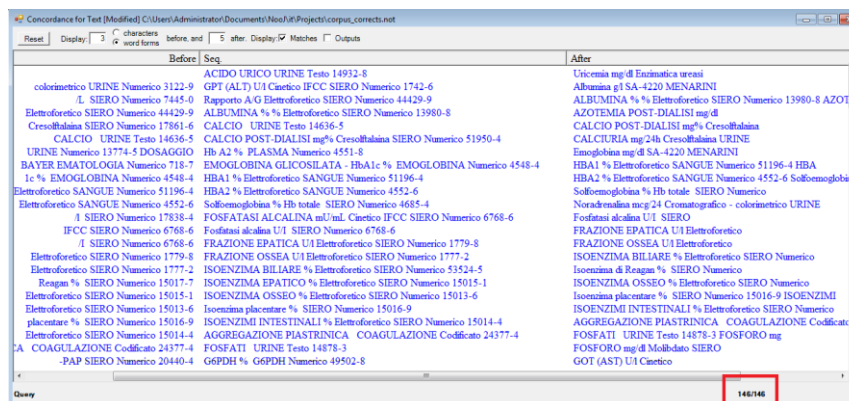 Concordance for Text [Modified] C:\Users\Administrator\Documents\NooJ\it\Projects\corpus_corrects.not
Reset Display: 3 characters word forms before, and 5 after. Display: Matches Outputs
Before Seq. After
ACIDO URICO URINE Testo 14932-8 Uricemia mg/dl Enzimatica ureasi
colorimetrico URINE Numerico 3122-9 GPT (ALT) U/l Cinetico IFCC SIERO Numerico 1742-6 Albumina g/l SA-4220 MENARINI
/L SIERO Numerico 7445-0 Rapporto A/G Elettroforetico SIERO Numerico 44429-9 ALBUMINA % % Elettroforetico SIERO Numerico 13980-8 AZOT
Elettroforetico SIERO Numerico 44429-9 ALBUMINA % % Elettroforetico SIERO Numerico 13980-8 AZOTEMIA POST-DIALISI mg/dl
Cresolftalaina SIERO Numerico 17861-6 CALCIO URINE Testo 14636-5 CALCIO POST-DIALISI mg% Cresolftalaina
CALCIO URINE Testo 14636-5 CALCIO POST-DIALISI mg% Cresolftalaina SIERO Numerico 51950-4 CALCIURIA mg/24h Cresolftalaina URINE
URINE Numerico 13774-5 DOSAGGIO Hb A2 % PLASMA Numerico 4551-8 Emoglobina mg/dl SA-4220 MENARINI
BAYER EMATOLOGIA Numerico 718-7 EMOGLOBINA GLICOSILATA - HbA1c % EMOGLOBINA Numerico 4548-4 HBA1 % Elettroforetico SANGUE Numerico 51196-4 HBA
1c % EMOGLOBINA Numerico 4548-4 HBA1 % Elettroforetico SANGUE Numerico 51196-4 HBA2 % Elettroforetico SANGUE Numerico 4552-6 Solfoemoglobi
Elettroforetico SANGUE Numerico 51196-4 HBA2 % Elettroforetico SANGUE Numerico 4552-6 Solfoemoglobina % Hb totale SIERO Numerico
Elettroforetico SANGUE Numerico 4552-6 Solfoemoglobina % Hb totale SIERO Numerico 4685-4 Noradrenalina mcg/24 Cromatografico - colorimetrico URINE
/l SIERO Numerico 17838-4 FOSFATASI ALCALINA mU/mL Cinetico IFCC SIERO Numerico 6768-6 Fosfatasi alcalina U/l SIERO
IFCC SIERO Numerico 6768-6 Fosfatasi alcalina U/l SIERO Numerico 6768-6 FRAZIONE EPATICA U/l Elettroforetico
/l SIERO Numerico 6768-6 FRAZIONE EPATICA U/l Elettroforetico SIERO Numerico 1779-8 FRAZIONE OSSEA U/l Elettroforetico
Elettroforetico SIERO Numerico 1779-8 FRAZIONE OSSEA U/l Elettroforetico SIERO Numerico 1777-2 ISOENZIMA BILIARE % Elettroforetico SIERO Numerico
Elettroforetico SIERO Numerico 1777-2 ISOENZIMA BILIARE % Elettroforetico SIERO Numerico 53524-5 Isoenzima di Reagan % SIERO Numerico
Reagan % SIERO Numerico 15017-7 ISOENZIMA EPATICO % Elettroforetico SIERO Numerico 15015-1 ISOENZIMA OSSEO % Elettroforetico SIERO Numerico
Elettroforetico SIERO Numerico 15015-1 ISOENZIMA OSSEO % Elettroforetico SIERO Numerico 15013-6 Isoenzima placentare % SIERO Numerico 15016-9 ISOENZIMI
Elettroforetico SIERO Numerico 15013-6 Isoenzima placentare % SIERO Numerico 15016-9 ISOENZIMI INTESTINALI % Elettroforetico SIERO Numerico
placentare % SIERO Numerico 15016-9 ISOENZIMI INTESTINALI % Elettroforetico SIERO Numerico 15014-4 AGGREGAZIONE PIASTRINICA COAGULAZIONE Codificato
Elettroforetico SIERO Numerico 15014-4 AGGREGAZIONE PIASTRINICA COAGULAZIONE Codificato 24377-4 FOSFATI URINE Testo 14878-3 FOSFORO mg
CA COAGULAZIONE Codificato 24377-4 FOSFATI URINE Testo 14878-3 FOSFORO mg/dl Molibdato SIERO
-PAP SIERO Numerico 20440-4 G6PDH % G6PDH Numerico 49502-8 GOT (AST) U/l Cinetico
Query 146/146